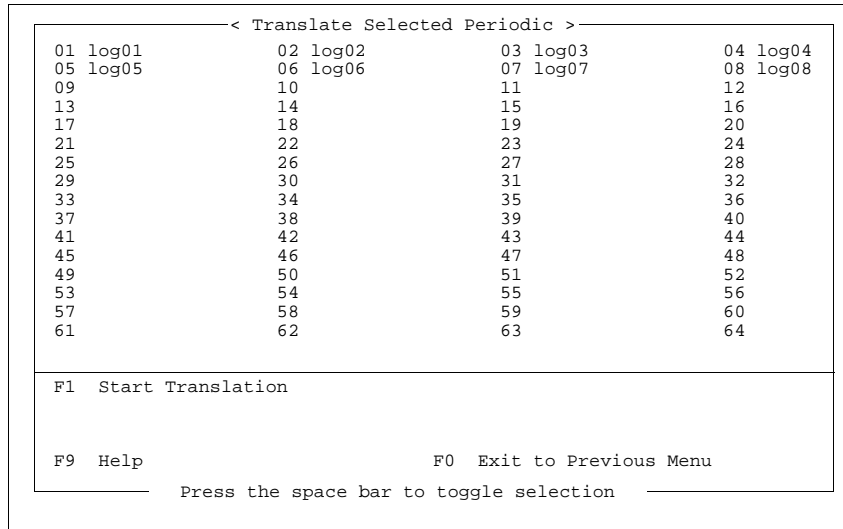 < Translate Selected Periodic >
01 log01 02 log02 03 log03 04 log04
05 log05 06 log06 07 log07 08 log08
09 10 11 12
13 14 15 16
17 18 19 20
21 22 23 24
25 26 27 28
29 30 31 32
33 34 35 36
37 38 39 40
41 42 43 44
45 46 47 48
49 50 51 52
53 54 55 56
57 58 59 60
61 62 63 64
F1 Start Translation
F9 Help F0 Exit to Previous Menu
Press the space bar to toggle selection